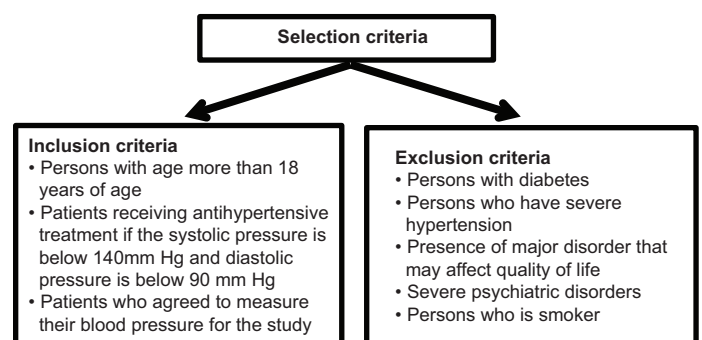 Selection criteria
Inclusion criteria
• Persons with age more than 18
years of age
• Patients receiving antihypertensive
treatment if the systolic pressure is
below 140mm Hg and diastolic
pressure is below 90 mm Hg
• Patients who agreed to measure
their blood pressure for the study
Exclusion criteria
• Persons with diabetes
• Persons who have severe
hypertension
• Presence of major disorder that
may affect quality of life
• Severe psychiatric disorders
• Persons who is smoker